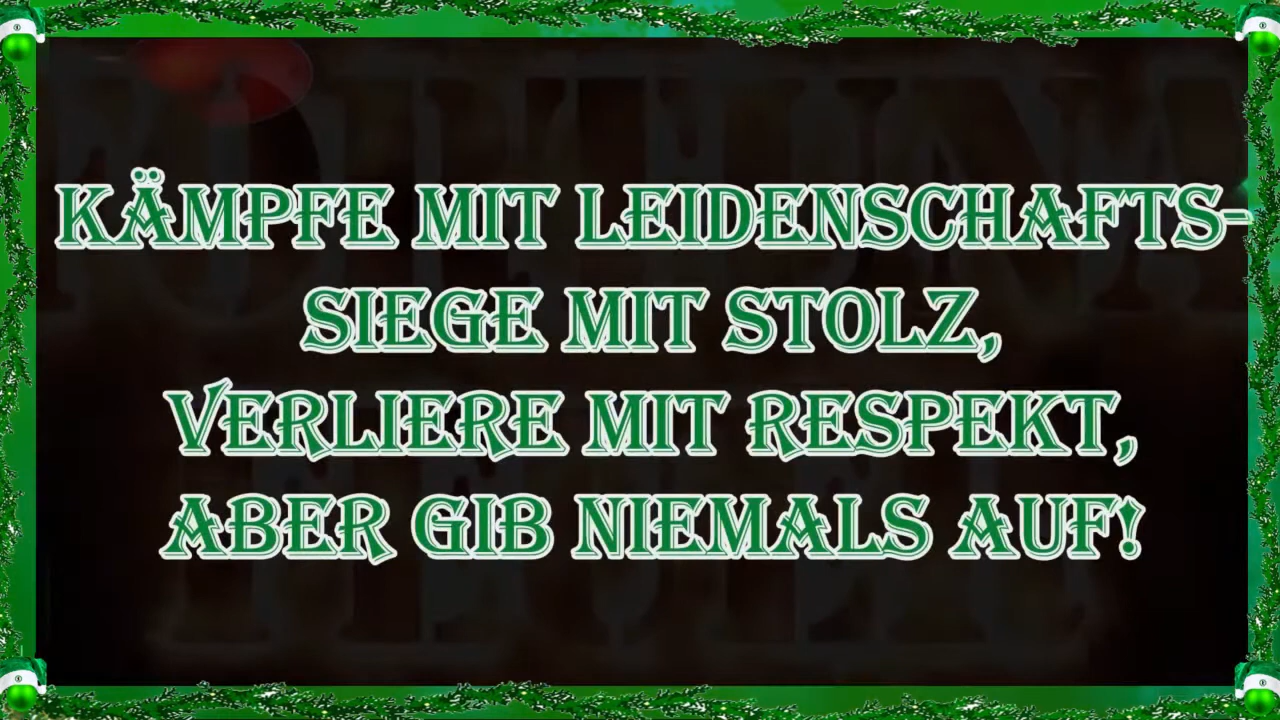 KÄMPFE MIT LEIDENSCHAFTS-
SIEGE MIT STOLZ,
VERLIERE MIT RESPEKT,
ABER GIB NIEMALS AUF!